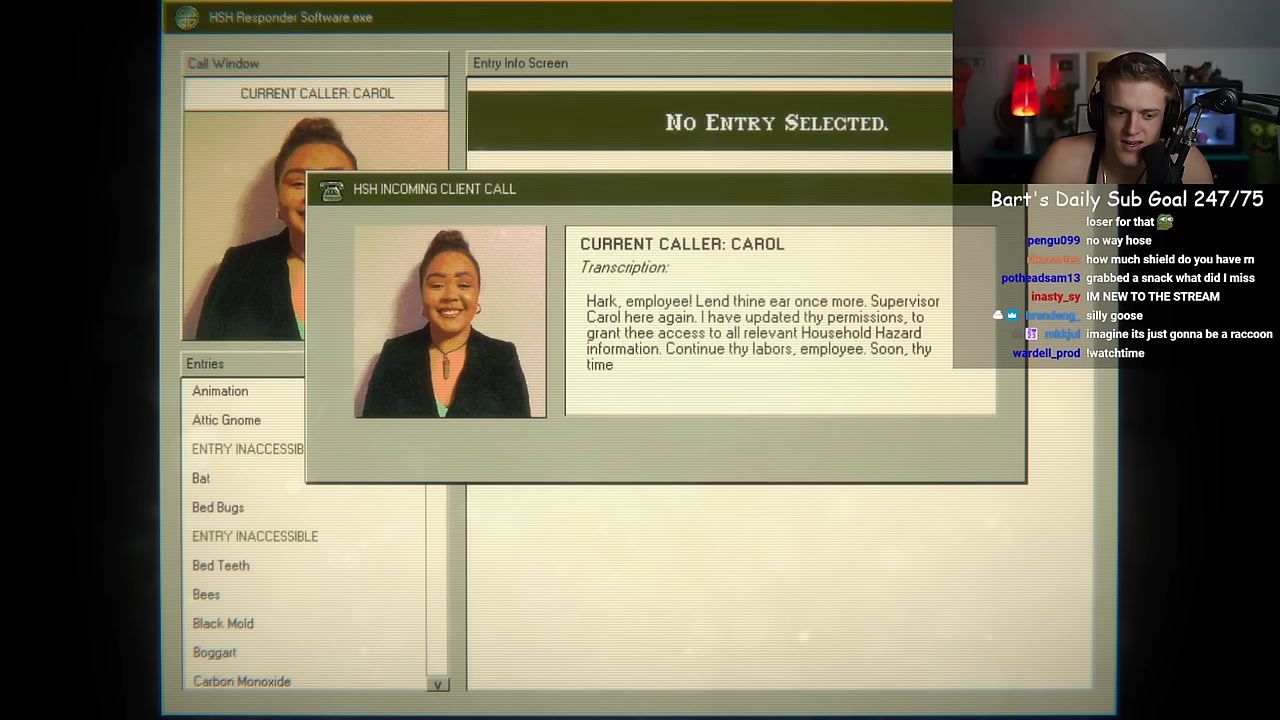 HSH Responder Software.exe
Call Window
CURRENT CALLER: CAROL
Entry Info Screen
No Entry Selected.
HSH INCOMING CLIENT CALL
CURRENT CALLER: CAROL
Transcription:
Hark, employee! Lend thine ear once more. Supervisor
Carol here again. I have updated thy permissions, to
grant thee access to all relevant Household Hazard
information. Continue thy labors, employee. Soon, thy
time
Entries
Animation
Attic Gnome
ENTRY INACCESSIB
Bat
Bed Bugs
ENTRY INACCESSIBLE
Bed Teeth
Bees
Black Mold
Boggart
Carbon Monoxide
V
Bart's Daily Sub Goal 247/75
loser for that
pengu099 no way hose
how much shield do you have rn
potheadsam13 grabbed a snack what did I miss
inasty_sy IM NEW TO THE STREAM
silly goose
imagine its just gonna be a raccoon
wardell_prod !watchtime